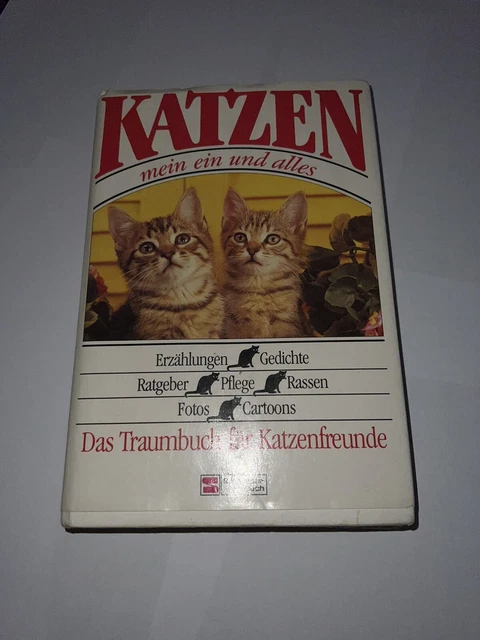 KATZEN
mein ein und alles
Erzählungen Gedichte
Ratgeber Pflege Rassen
Fotos Cartoons
Das Traumbuch für Katzenfreunde